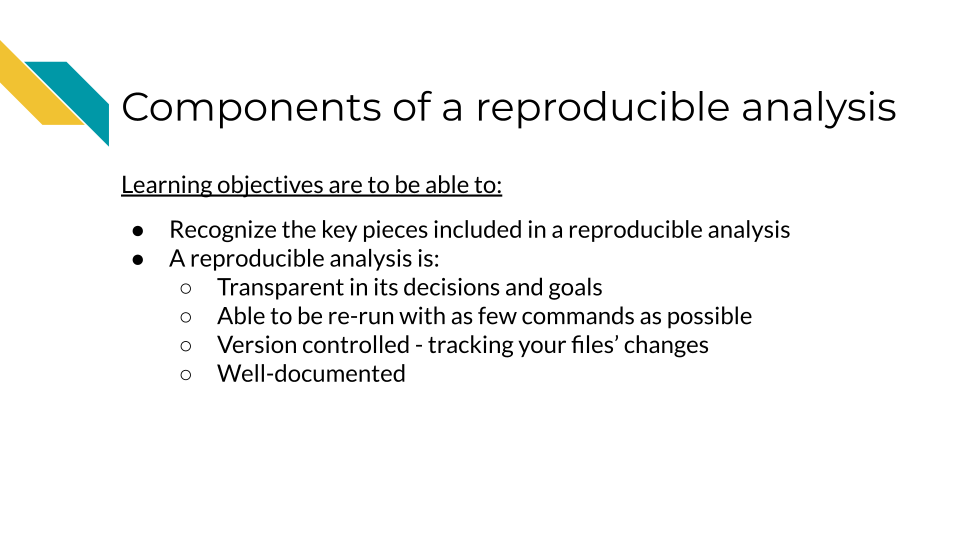 Components of a reproducible analysis
Learning objectives are to be able to:
● Recognize the key pieces included in a reproducible analysis
● A reproducible analysis is:
○ Transparent in its decisions and goals
○ Able to be re-run with as few commands as possible
○ Version controlled - tracking your files’ changes
○ Well-documented